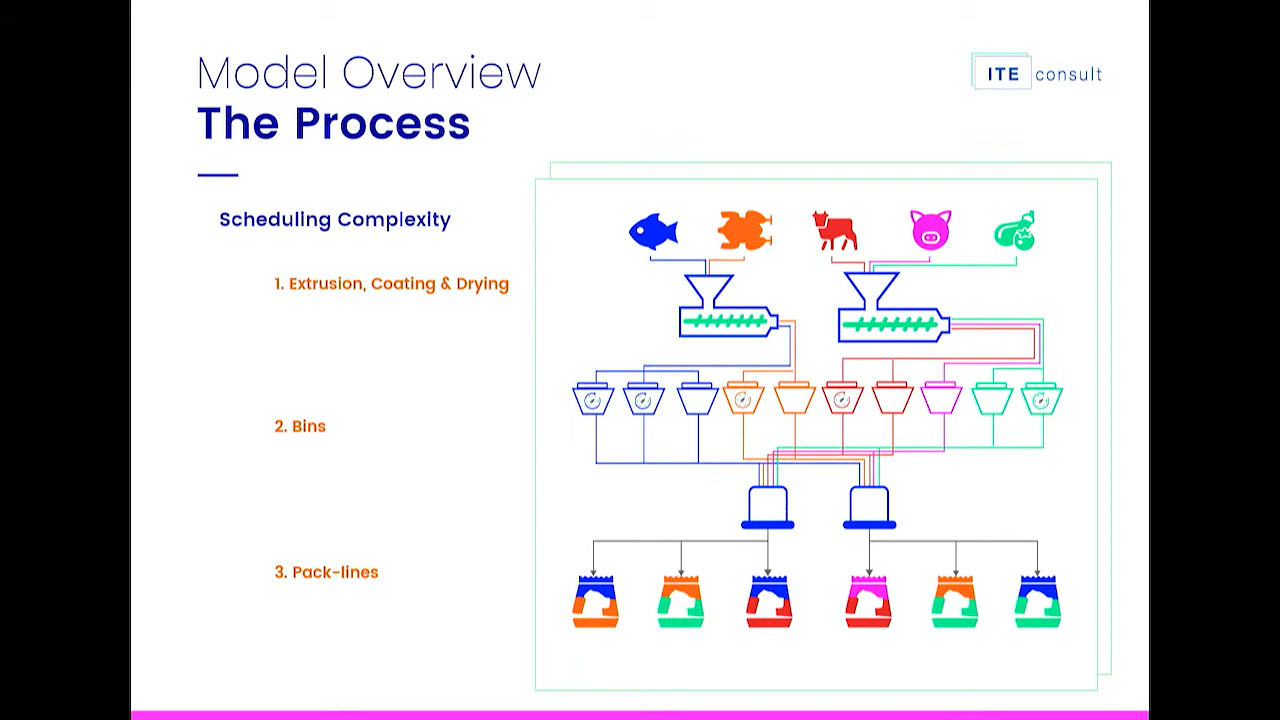 Model Overview
The Process
ITE consult
Scheduling Complexity
1. Extrusion, Coating & Drying
2. Bins
3. Pack-lines